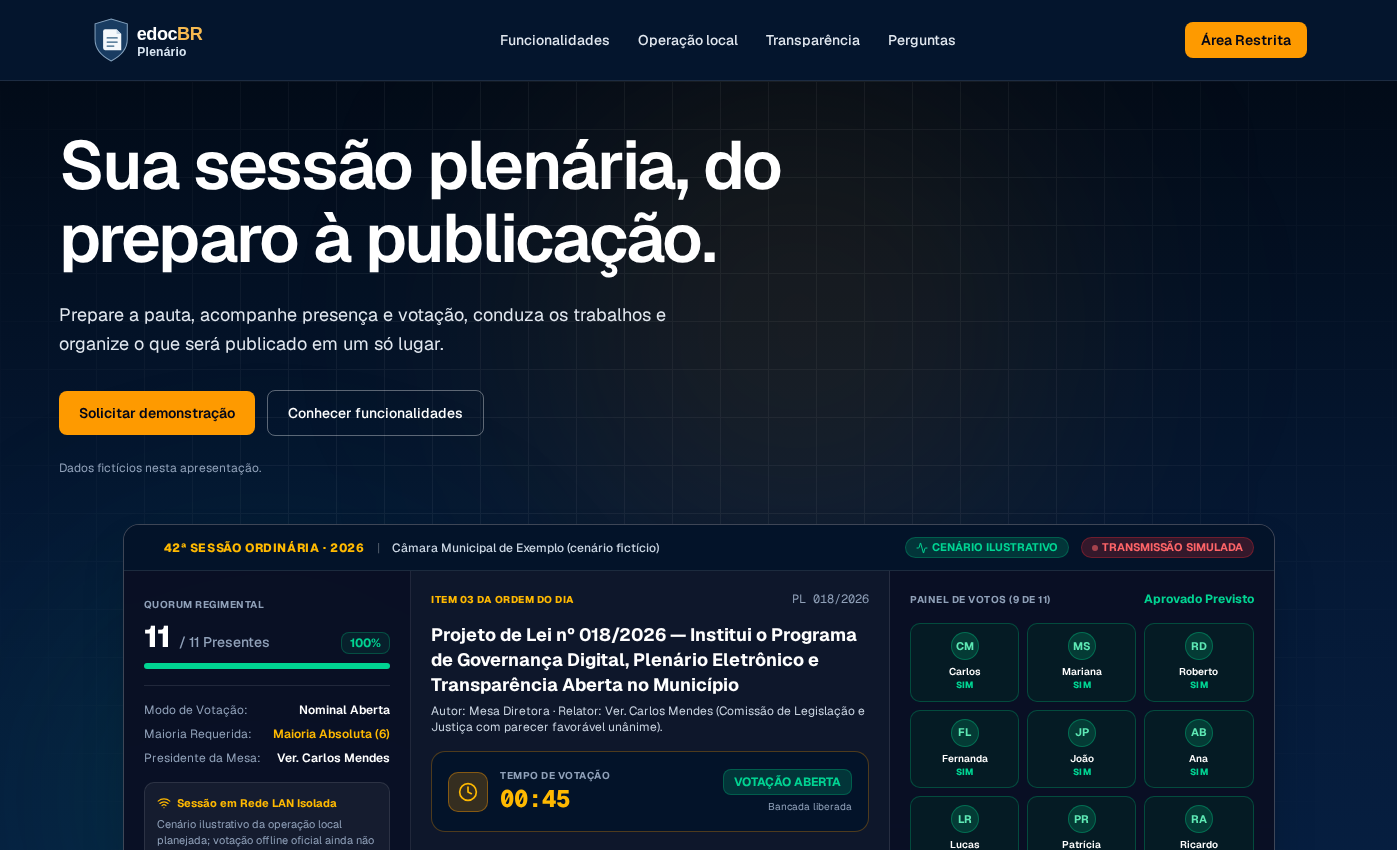 edocBR
Plenário
Funcionalidades
Operação local
Transparência
Perguntas
Área Restrita
Sua sessão plenária, do
preparo à publicação.
Prepare a pauta, acompanhe presença e votação, conduza os trabalhos e
organize o que será publicado em um só lugar.
Solicitar demonstração
Conhecer funcionalidades
Dados fictícios nesta apresentação.
42ª SESSÃO ORDINÁRIA · 2026 | Câmara Municipal de Exemplo (cenário fictício)
CENÁRIO ILUSTRATIVO
TRANSMISSÃO SIMULADA
QUORUM REGIMENTAL
11 / 11 Presentes
100%
Modo de Votação: Nominal Aberta
Maioria Requerida: Maioria Absoluta (6)
Presidente da Mesa: Ver. Carlos Mendes
Sessão em Rede LAN Isolada
Cenário ilustrativo da operação local
planejada; votação offline oficial ainda não
ITEM 03 DA ORDEM DO DIA
PL 018/2026
Projeto de Lei nº 018/2026 — Institui o Programa
de Governança Digital, Plenário Eletrônico e
Transparência Aberta no Município
Autor: Mesa Diretora · Relator: Ver. Carlos Mendes (Comissão de Legislação e
Justiça com parecer favorável unânime).
TEMPO DE VOTAÇÃO
00:45
VOTAÇÃO ABERTA
Bancada liberada
PAINEL DE VOTOS (9 DE 11)
Aprovado Previsto
CM
Carlos
SIM
MS
Mariana
SIM
RD
Roberto
SIM
FL
Fernanda
SIM
JP
João
SIM
AB
Ana
SIM
LR
Lucas
PR
Patrícia
RA
Ricardo